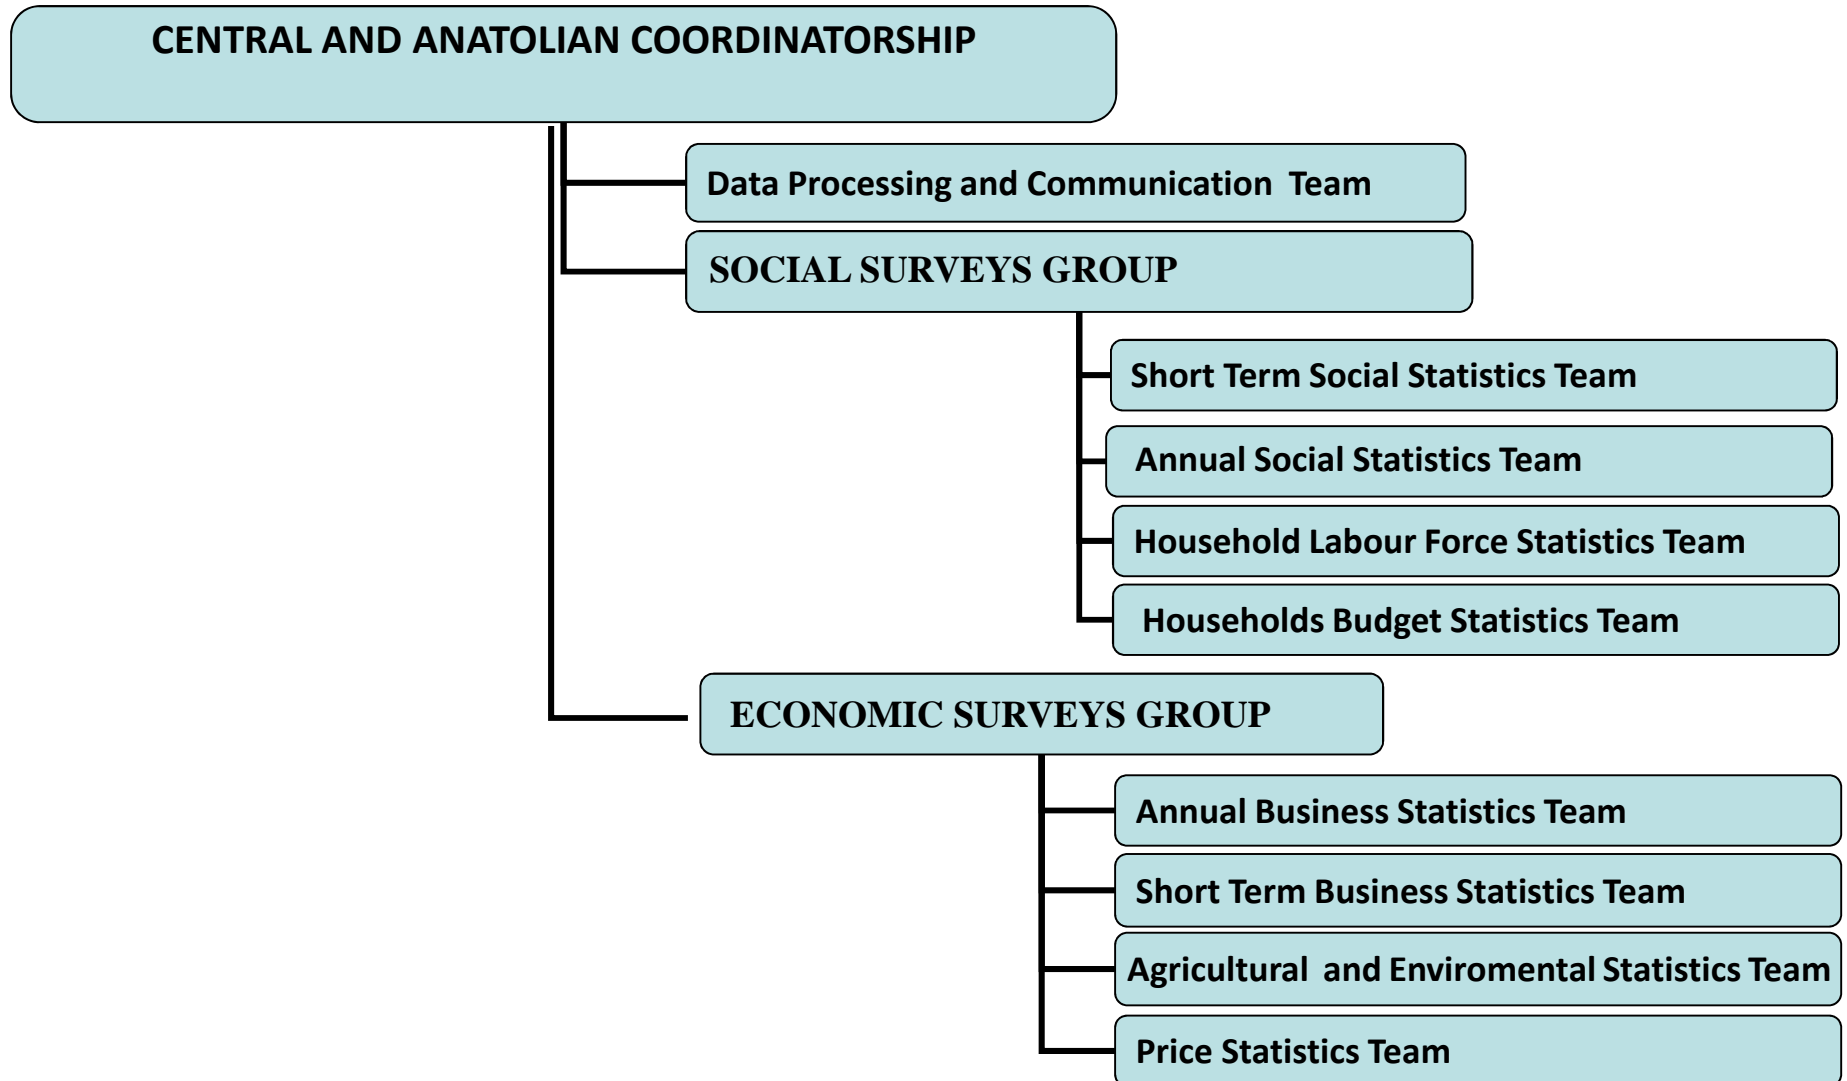 CENTRAL AND ANATOLIAN COORDINATORSHIP
Data Processing and Communication Team
SOCIAL SURVEYS GROUP
Short Term Social Statistics Team
Annual Social Statistics Team
Household Labour Force Statistics Team
Households Budget Statistics Team
ECONOMIC SURVEYS GROUP
Annual Business Statistics Team
Short Term Business Statistics Team
Agricultural and Enviromental Statistics Team
Price Statistics Team